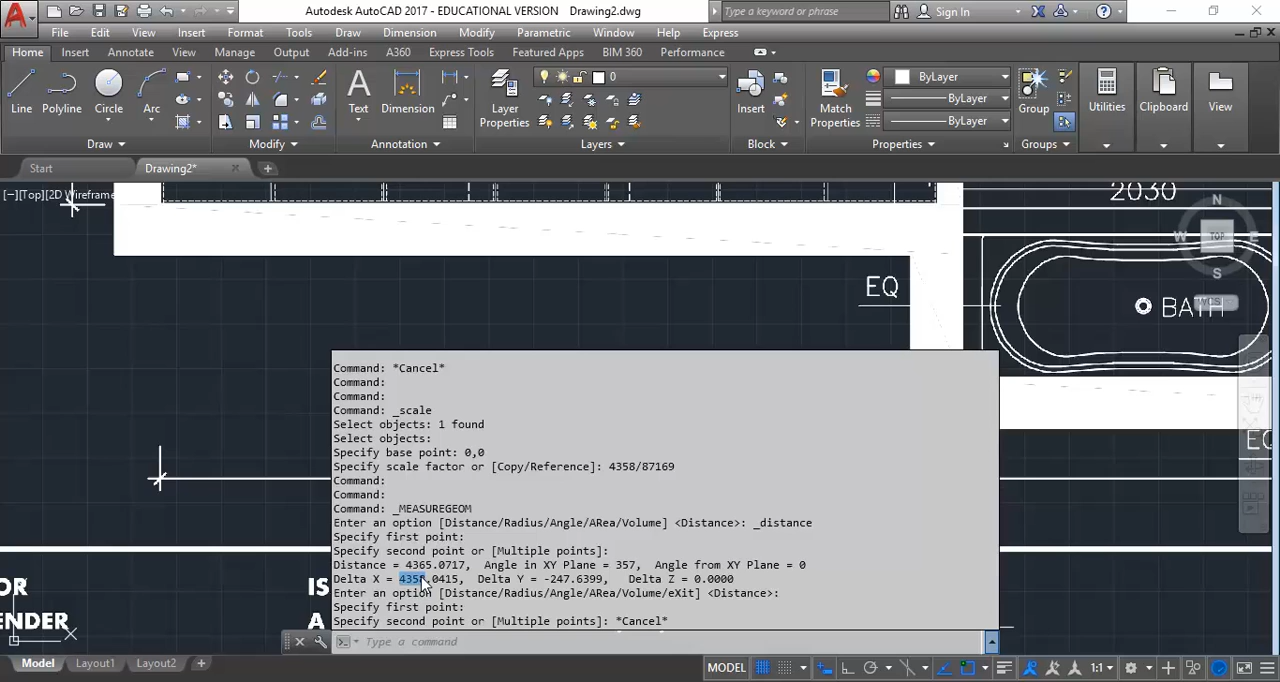 Autodesk AutoCAD 2017 - EDUCATIONAL VERSION Drawing2.dwg
Type a keyword or phrase
Sign In
File Edit View Insert Format Tools Draw Dimension Modify Parametric Window Help Express
Home Insert Annotate View Manage Output Add-ins A360 Express Tools Featured Apps BIM 360 Performance
Line Polyline Circle Arc
Text Dimension
Layer Properties
0
Insert
Match Properties
ByLayer
ByLayer
ByLayer
Group
Utilities
Clipboard
View
Draw Modify Annotation Layers Block Properties Groups
Start Drawing2*
[−][Top][2D Wireframe
2030
N
W TOP E
S
WCS
EQ
BATH
EQ
Command: *Cancel*
Command:
Command:
Command: _scale
Select objects: 1 found
Select objects:
Specify base point: 0,0
Specify scale factor or [Copy/Reference]: 4358/87169
Command:
Command:
Command: _MEASUREGEOM
Enter an option [Distance/Radius/Angle/ARea/Volume] <Distance>: _distance
Specify first point:
Specify second point or [Multiple points]:
Distance = 4365.0717, Angle in XY Plane = 357, Angle from XY Plane = 0
Delta X = 4358.0415, Delta Y = -247.6399, Delta Z = 0.0000
Enter an option [Distance/Radius/Angle/ARea/Volume/eXit] <Distance>:
Specify first point:
Specify second point or [Multiple points]: *Cancel*
Type a command
OR
IS
NDER
A
X
Model Layout1 Layout2
MODEL
1:1